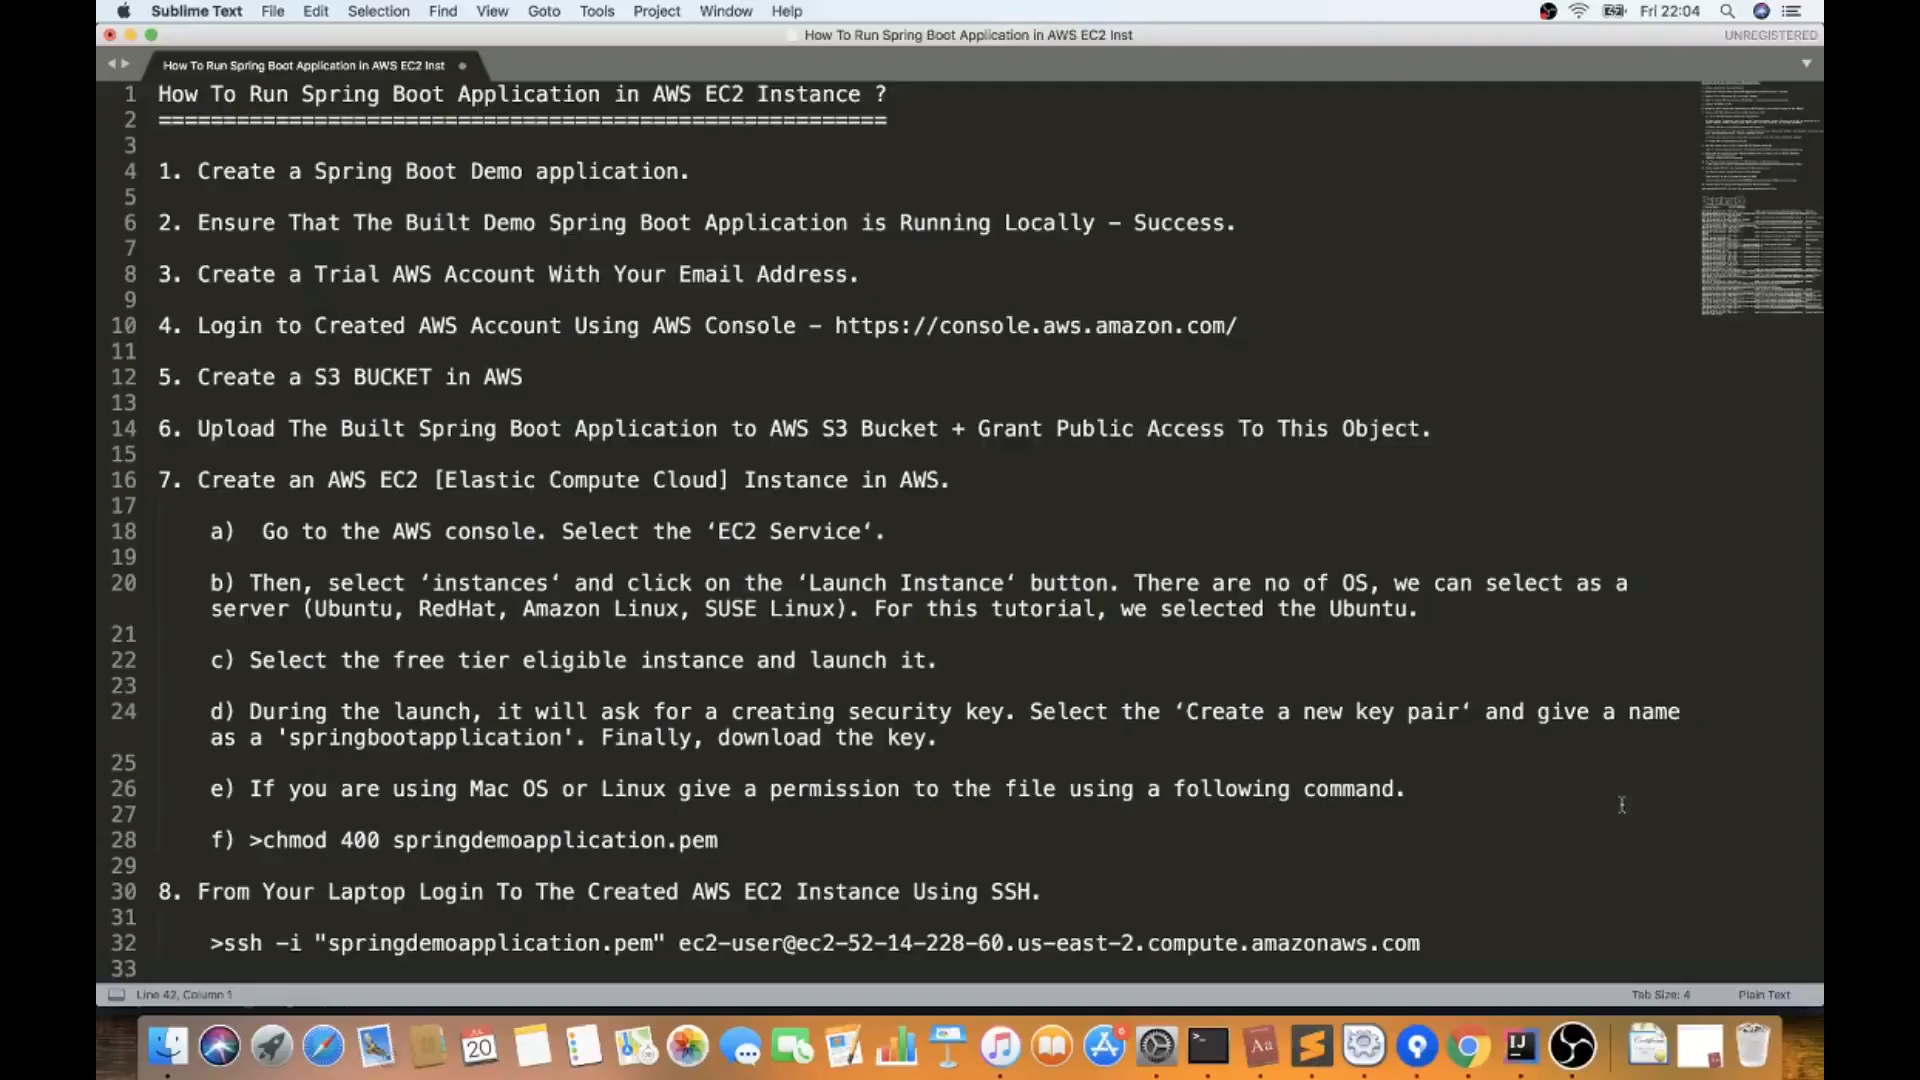 Sublime Text File Edit Selection Find View Goto Tools Project Window Help Fri 22:04
How To Run Spring Boot Application in AWS EC2 Inst UNREGISTERED
How To Run Spring Boot Application in AWS EC2 Inst
1 How To Run Spring Boot Application in AWS EC2 Instance ?
2 ========================================================
3
4 1. Create a Spring Boot Demo application.
5
6 2. Ensure That The Built Demo Spring Boot Application is Running Locally – Success.
7
8 3. Create a Trial AWS Account With Your Email Address.
9
10 4. Login to Created AWS Account Using AWS Console – https://console.aws.amazon.com/
11
12 5. Create a S3 BUCKET in AWS
13
14 6. Upload The Built Spring Boot Application to AWS S3 Bucket + Grant Public Access To This Object.
15
16 7. Create an AWS EC2 [Elastic Compute Cloud] Instance in AWS.
17
18 a) Go to the AWS console. Select the ‘EC2 Service‘.
19
20 b) Then, select ‘instances‘ and click on the ‘Launch Instance‘ button. There are no of OS, we can select as a
server (Ubuntu, RedHat, Amazon Linux, SUSE Linux). For this tutorial, we selected the Ubuntu.
21
22 c) Select the free tier eligible instance and launch it.
23
24 d) During the launch, it will ask for a creating security key. Select the ‘Create a new key pair‘ and give a name
as a 'springbootapplication'. Finally, download the key.
25
26 e) If you are using Mac OS or Linux give a permission to the file using a following command.
27
28 f) >chmod 400 springdemoapplication.pem
29
30 8. From Your Laptop Login To The Created AWS EC2 Instance Using SSH.
31
32 >ssh –i "springdemoapplication.pem" ec2–user@ec2–52–14–228–60.us–east–2.compute.amazonaws.com
33
Line 42, Column 1 Tab Size: 4 Plain Text
20
Aa
IJ